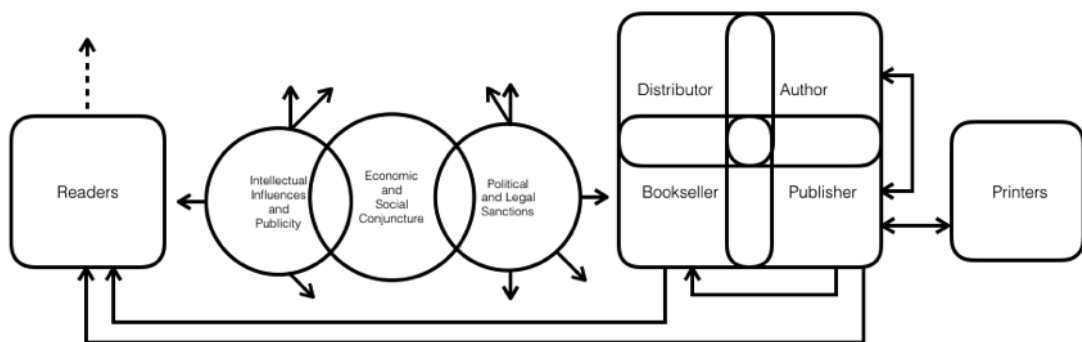 Distributor
Author
Readers
Intellectual
Influences
and
Publicity
Economic
and
Social
Conjuncture
Political
and Legal
Sanctions
Bookseller
Publisher
Printers